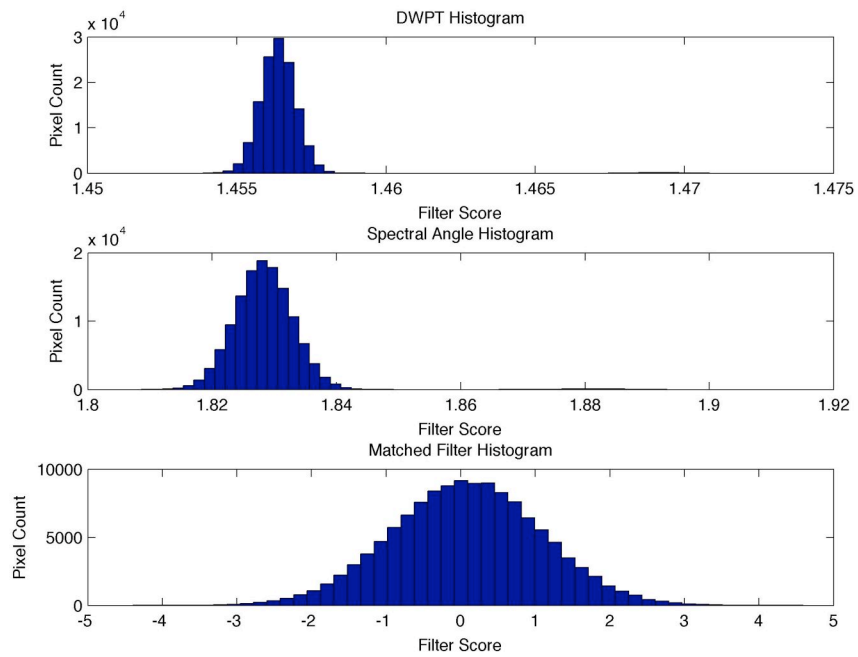 DWPT Histogram
x 10^4
3
2
1
0
Pixel Count
1.45 1.455 1.46 1.465 1.47 1.475
Filter Score
Spectral Angle Histogram
x 10^4
2
1
0
Pixel Count
1.8 1.82 1.84 1.86 1.88 1.9 1.92
Filter Score
Matched Filter Histogram
10000
5000
0
Pixel Count
-5 -4 -3 -2 -1 0 1 2 3 4 5
Filter Score